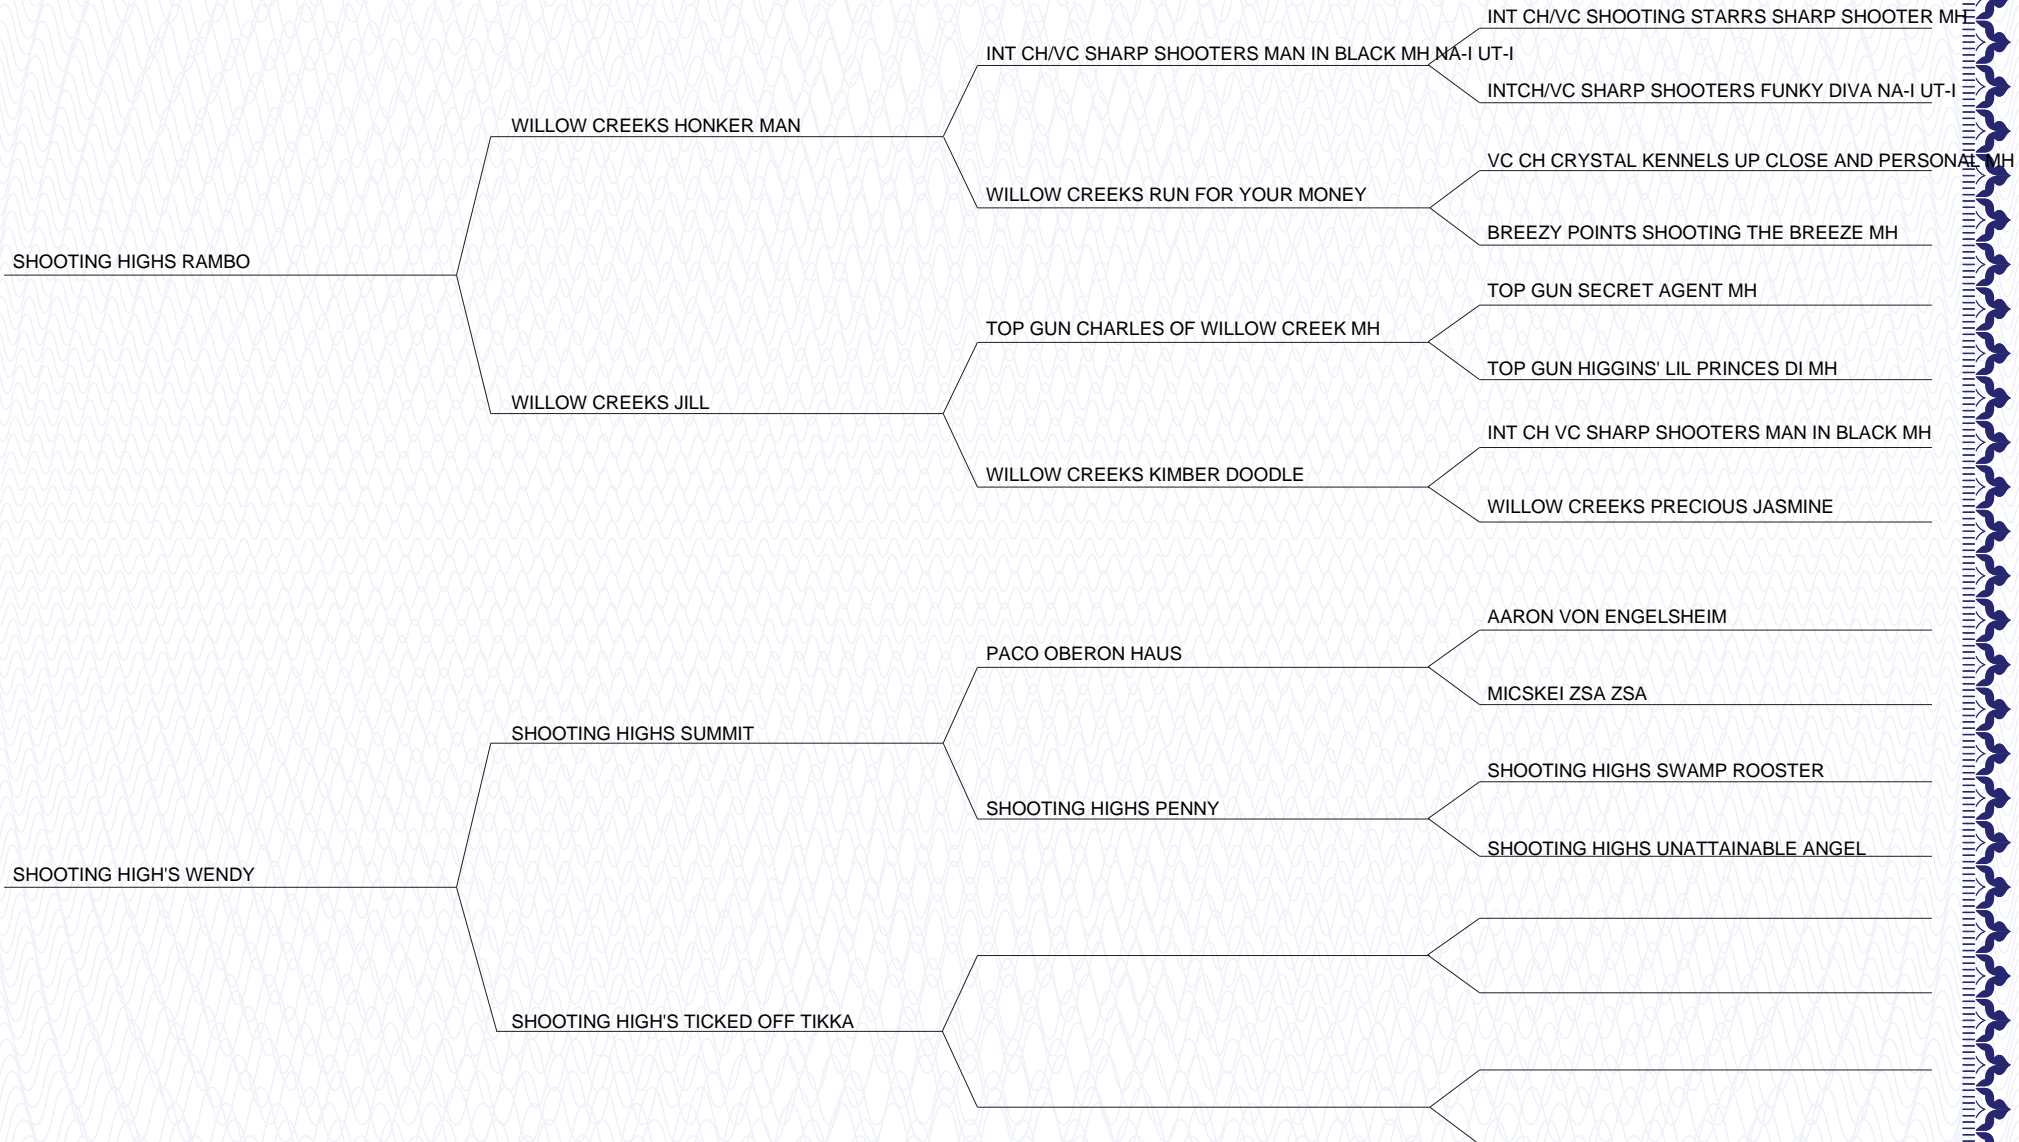 INT CH/VC SHOOTING STARRS SHARP SHOOTER MH
INT CH/VC SHARP SHOOTERS MAN IN BLACK MH NA-I UT-I
INTCH/VC SHARP SHOOTERS FUNKY DIVA NA-I UT-I
WILLOW CREEKS HONKER MAN
VC CH CRYSTAL KENNELS UP CLOSE AND PERSONAL MH
WILLOW CREEKS RUN FOR YOUR MONEY
BREEZY POINTS SHOOTING THE BREEZE MH
SHOOTING HIGHS RAMBO
TOP GUN SECRET AGENT MH
TOP GUN CHARLES OF WILLOW CREEK MH
TOP GUN HIGGINS' LIL PRINCES DI MH
WILLOW CREEKS JILL
INT CH VC SHARP SHOOTERS MAN IN BLACK MH
WILLOW CREEKS KIMBER DOODLE
WILLOW CREEKS PRECIOUS JASMINE
AARON VON ENGELSHEIM
PACO OBERON HAUS
MICSKEI ZSA ZSA
SHOOTING HIGHS SUMMIT
SHOOTING HIGHS SWAMP ROOSTER
SHOOTING HIGHS PENNY
SHOOTING HIGHS UNATTAINABLE ANGEL
SHOOTING HIGH'S WENDY
SHOOTING HIGH'S TICKED OFF TIKKA